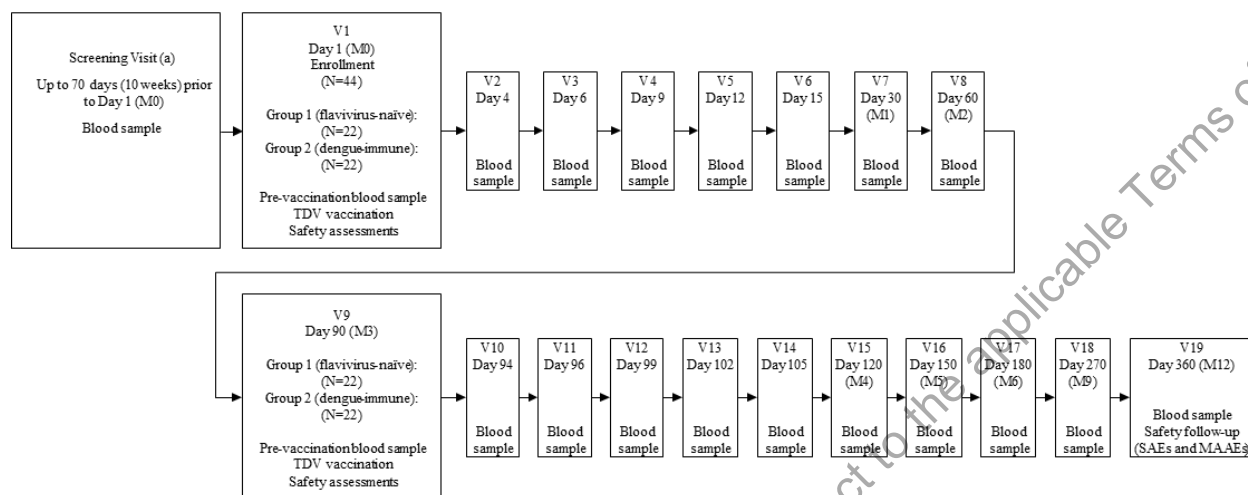 Screening Visit (a)
Up to 70 days (10 weeks) prior
to Day 1 (M0)
Blood sample
V1
Day 1 (M0)
Enrollment
(N=44)
Group 1 (flavivirus-naïve):
(N=22)
Group 2 (dengue-immune):
(N=22)
Pre-vaccination blood sample
TDV vaccination
Safety assessments
V2
Day 4
Blood
sample
V3
Day 6
Blood
sample
V4
Day 9
Blood
sample
V5
Day 12
Blood
sample
V6
Day 15
Blood
sample
V7
Day 30
(M1)
Blood
sample
V8
Day 60
(M2)
Blood
sample
V9
Day 90 (M3)
Group 1 (flavivirus-naïve):
(N=22)
Group 2 (dengue-immune):
(N=22)
Pre-vaccination blood sample
TDV vaccination
Safety assessments
V10
Day 94
Blood
sample
V11
Day 96
Blood
sample
V12
Day 99
Blood
sample
V13
Day 102
Blood
sample
V14
Day 105
Blood
sample
V15
Day 120
(M4)
Blood
sample
V16
Day 150
(M5)
Blood
sample
V17
Day 180
(M6)
Blood
sample
V18
Day 270
(M9)
Blood
sample
V19
Day 360 (M12)
Blood sample
Safety follow-up
(SAEs and MAAEs)
ct to the applicable Terms of